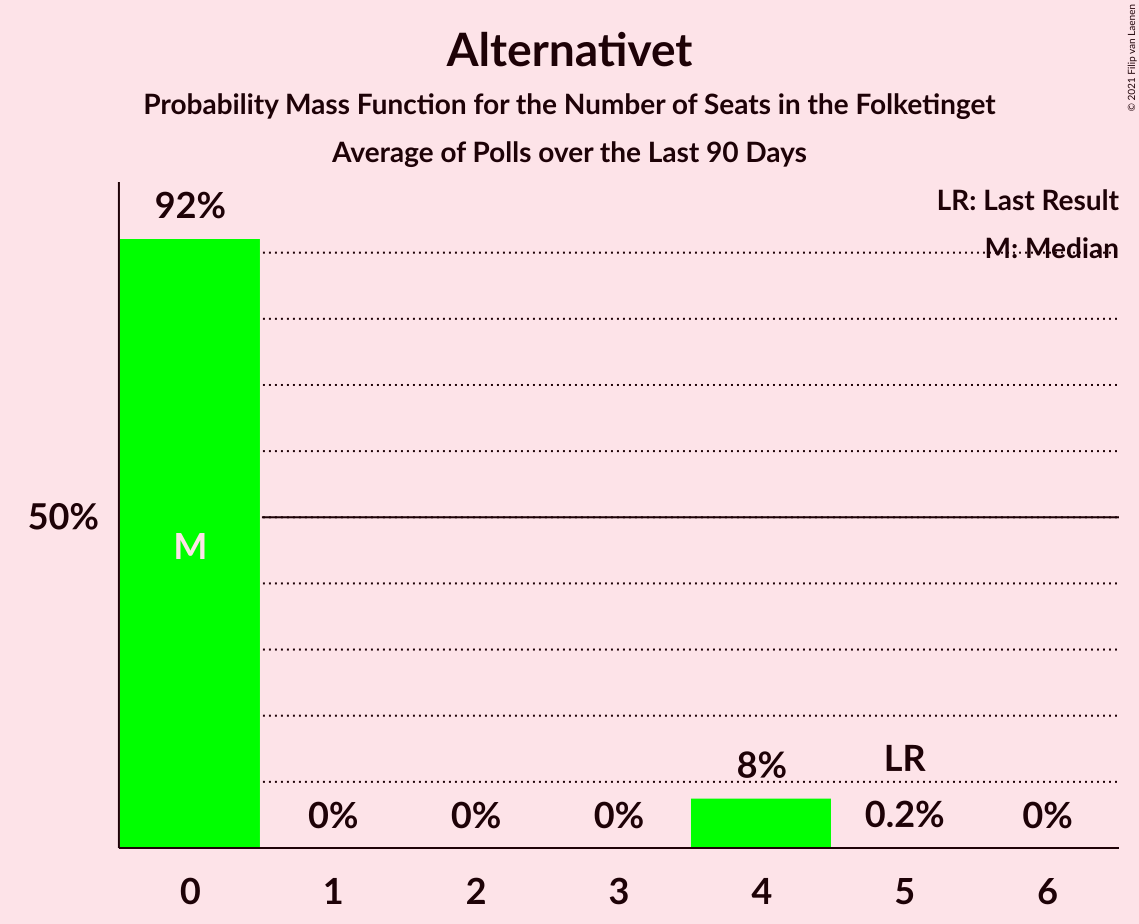 Alternativet
Probability Mass Function for the Number of Seats in the Folketinget
Average of Polls over the Last 90 Days
© 2021 Filip van Laenen
LR: Last Result
M: Median
92%
50%
M
0%
0%
0%
8%
LR
0.2%
0%
0 1 2 3 4 5 6